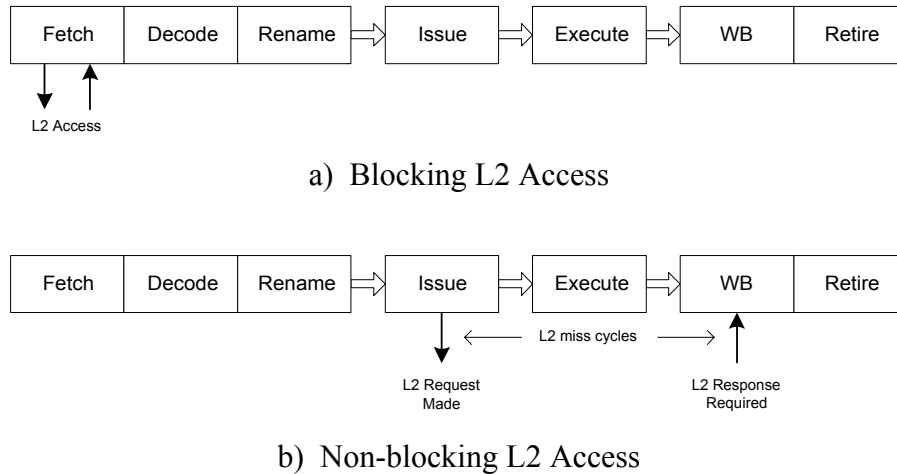 Fetch Decode Rename Issue Execute WB Retire
L2 Access
a) Blocking L2 Access
Fetch Decode Rename Issue Execute WB Retire
L2 miss cycles
L2 Request L2 Response
Made Required
b) Non-blocking L2 Access